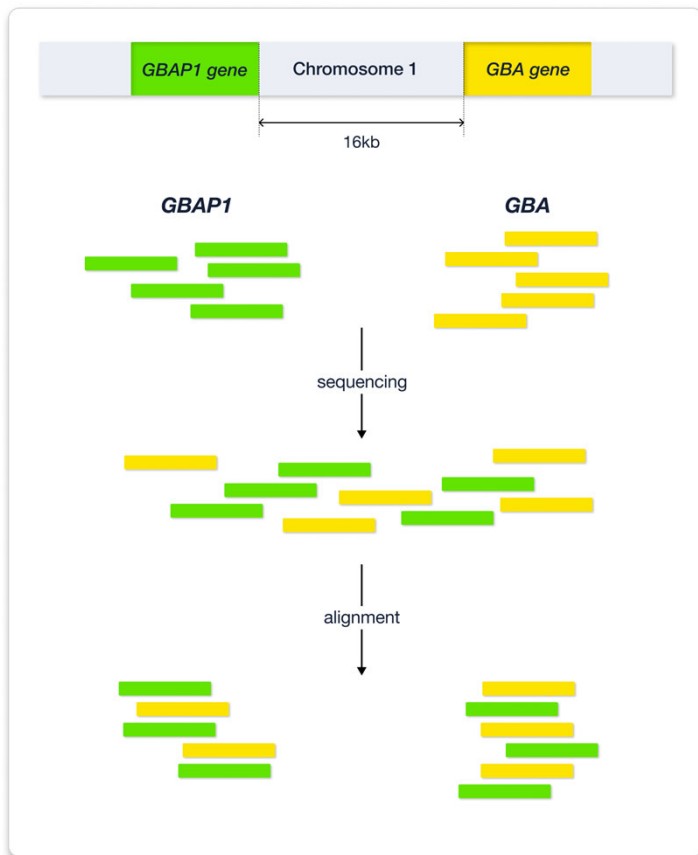 GBAP1 gene
Chromosome 1
GBA gene
16kb
GBAP1
GBA
sequencing
alignment